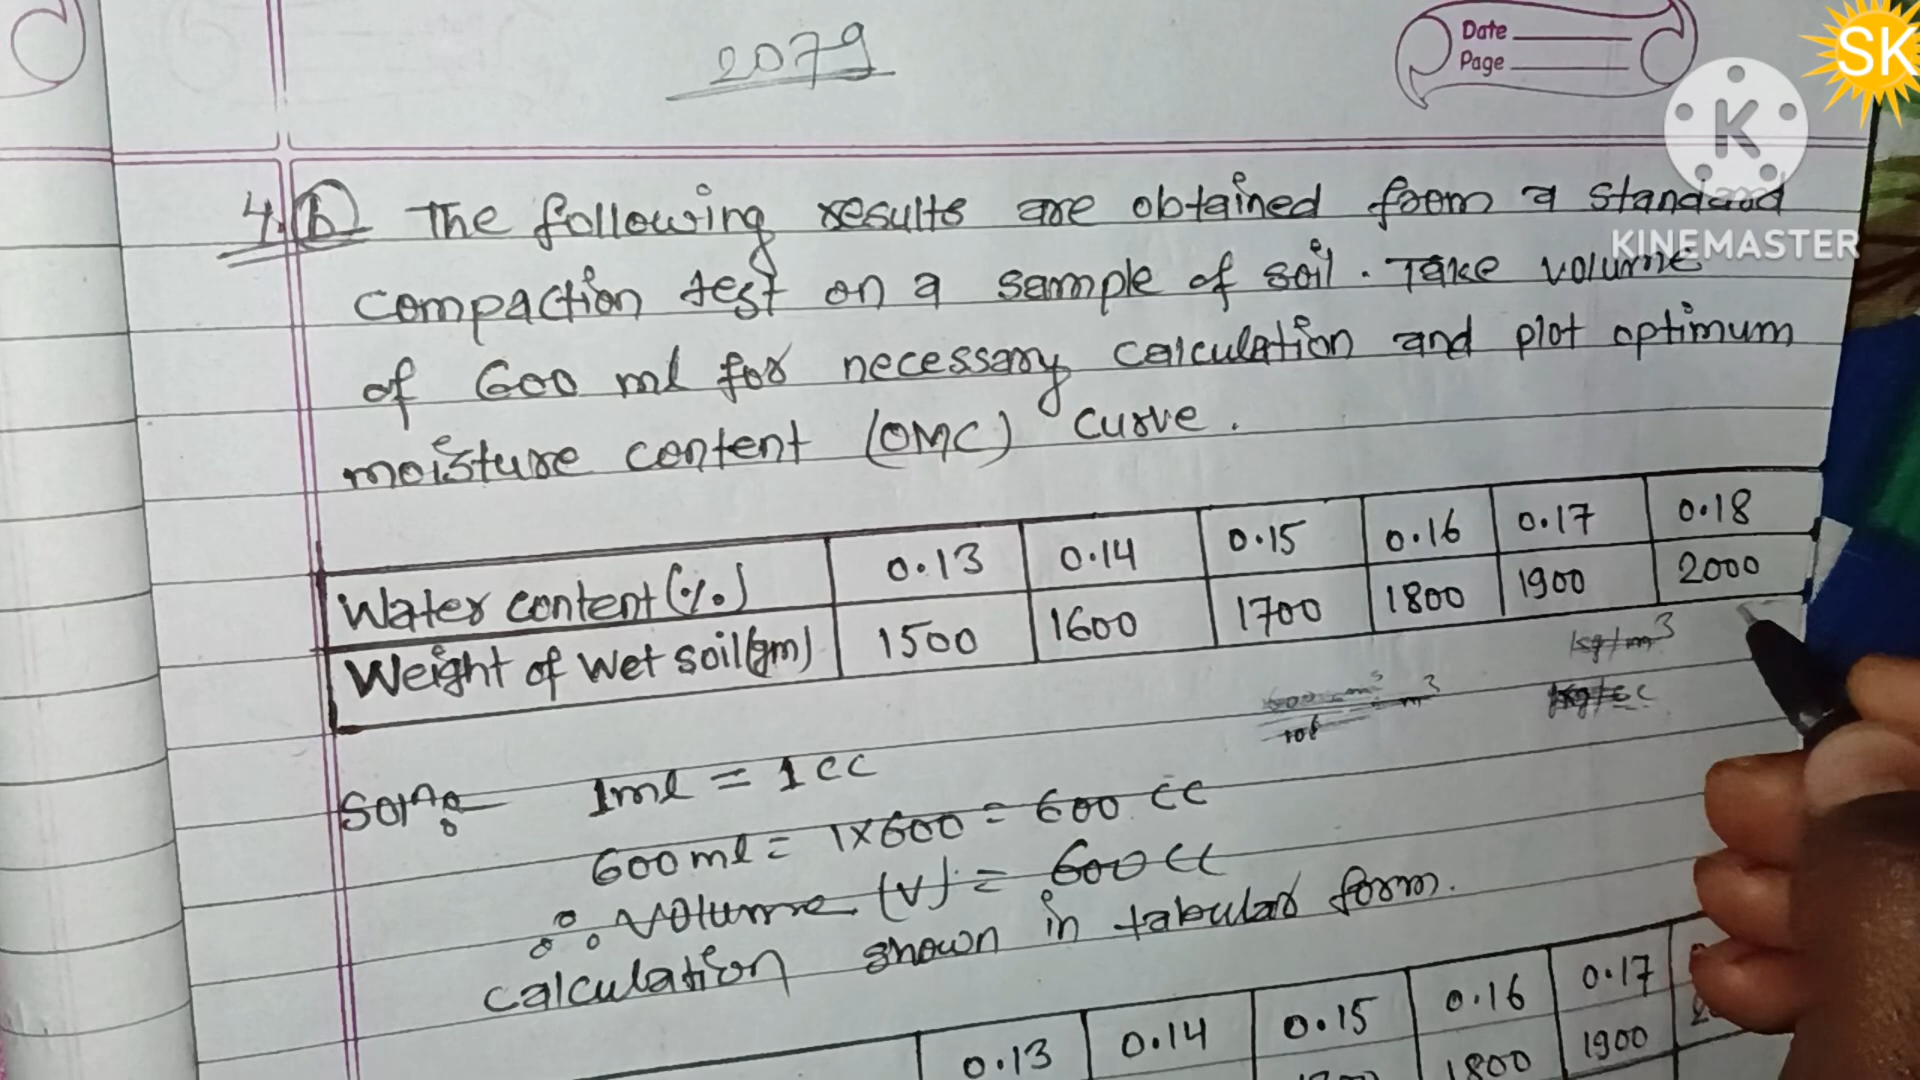 2079
Date
Page
SK
K
KINEMASTER
4.(b) The following results are obtained from a standard
compaction test on a sample of soil. Take volume
of 600 ml for necessary calculation and plot optimum
moisture content (OMC) curve.
Water content (%) 0.13 0.14 0.15 0.16 0.17 0.18
Weight of wet soil(gm) 1500 1600 1700 1800 1900 2000
kg/m³
Soln:- 1ml = 1cc
600ml = 1x600 = 600 cc
∴ Volume (V) = 600cc
calculation shown in tabular form.
0.13 0.14 0.15 0.16 0.17
1800 1900